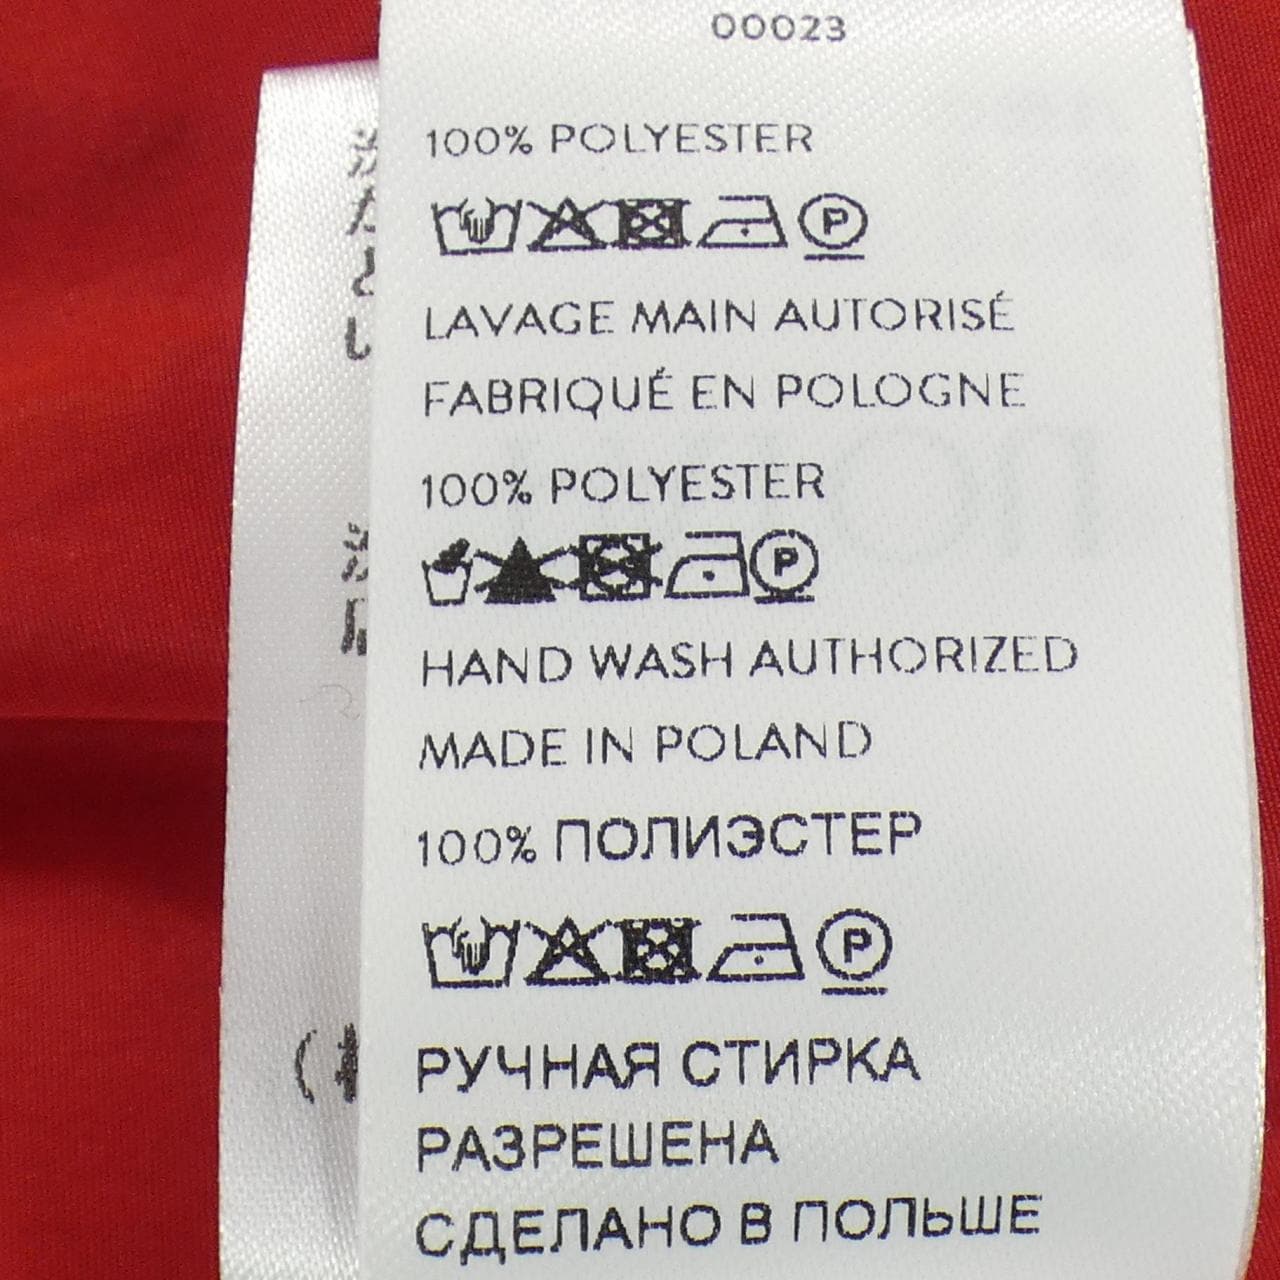 00023
100% POLYESTER
P
LAVAGE MAIN AUTORISÉ
FABRIQUÉ EN POLOGNE
100% POLYESTER
P
HAND WASH AUTHORIZED
MADE IN POLAND
100% ПОЛИЭСТЕР
P
РУЧНАЯ СТИРКА
РАЗРЕШЕНА
СДЕЛАНО В ПОЛЬШЕ